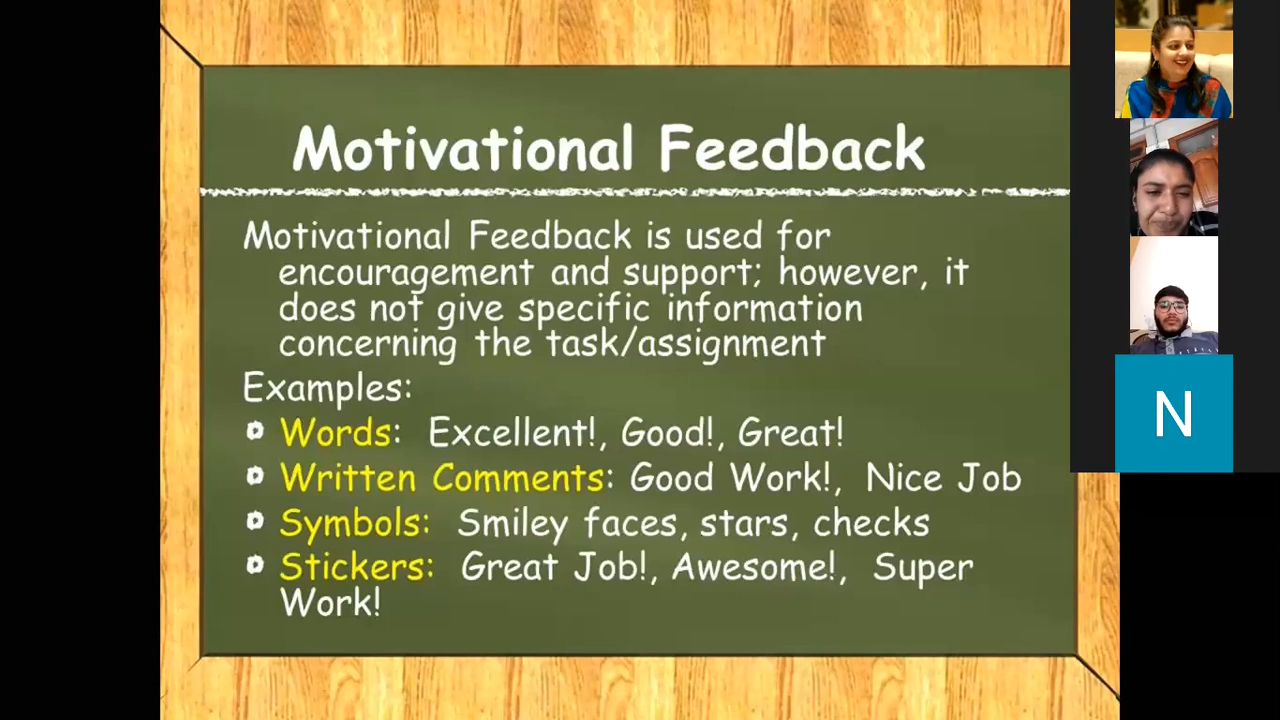 Motivational Feedback
Motivational Feedback is used for
encouragement and support; however, it
does not give specific information
concerning the task/assignment
Examples:
Words: Excellent!, Good!, Great!
Written Comments: Good Work!, Nice Job
Symbols: Smiley faces, stars, checks
Stickers: Great Job!, Awesome!, Super
Work!
N